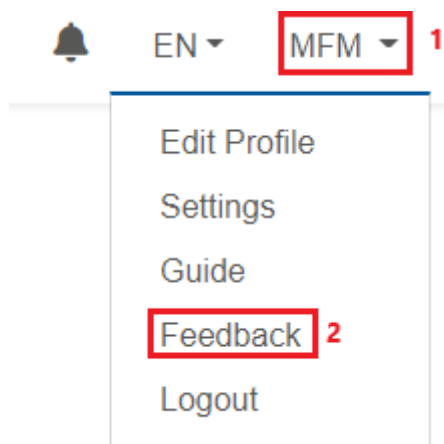 EN MFM 1
Edit Profile
Settings
Guide
Feedback 2
Logout